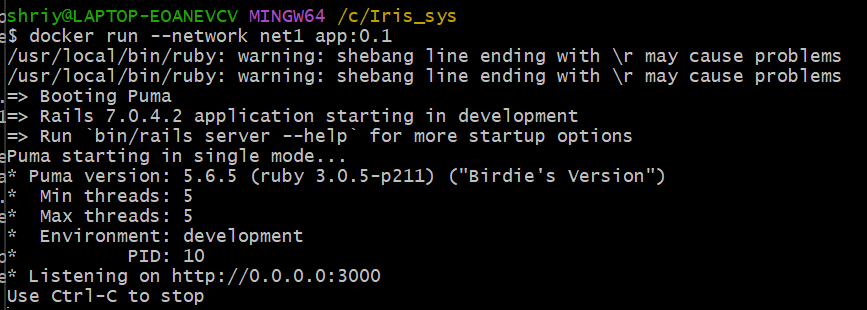 shriy@LAPTOP-EOANEVCV MINGW64 /c/Iris_sys
$ docker run --network net1 app:0.1
/usr/local/bin/ruby: warning: shebang line ending with \r may cause problems
/usr/local/bin/ruby: warning: shebang line ending with \r may cause problems
=> Booting Puma
=> Rails 7.0.4.2 application starting in development
=> Run `bin/rails server --help` for more startup options
Puma starting in single mode...
* Puma version: 5.6.5 (ruby 3.0.5-p211) ("Birdie's Version")
*  Min threads: 5
*  Max threads: 5
*  Environment: development
*          PID: 10
* Listening on http://0.0.0.0:3000
Use Ctrl-C to stop